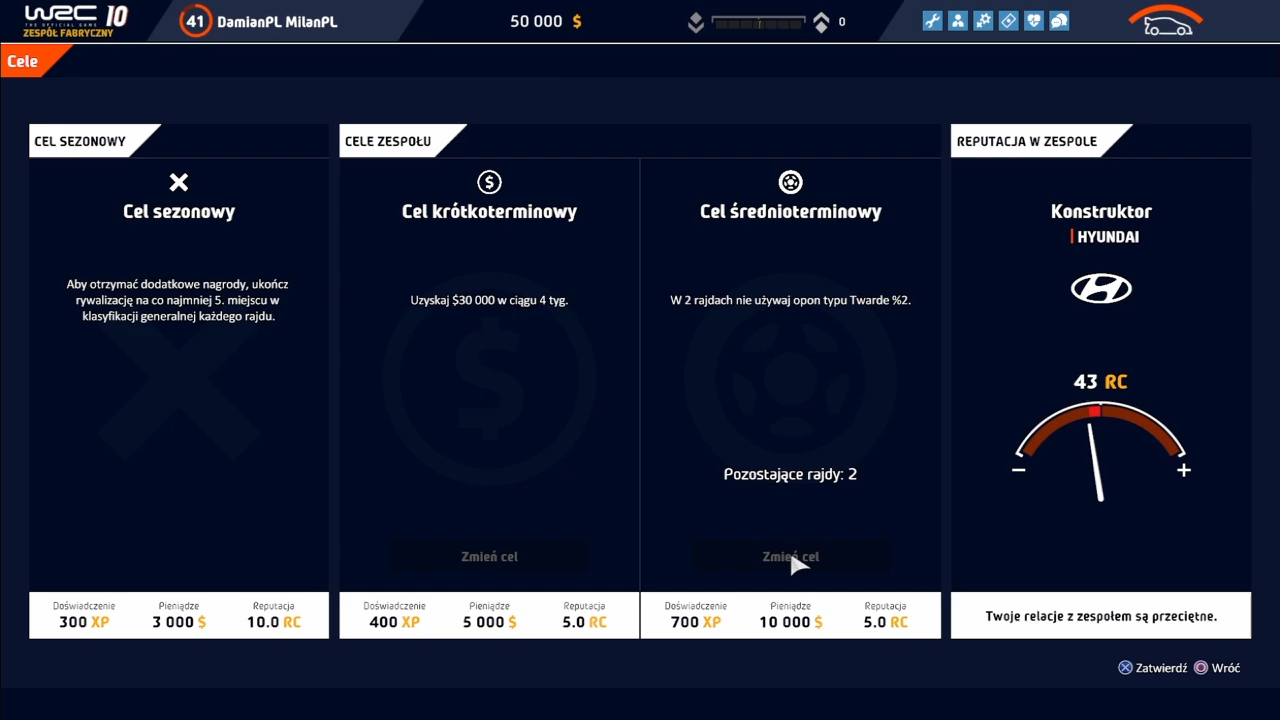 WRC 10
THE OFFICIAL GAME
ZESPÓŁ FABRYCZNY
41 DamianPL MilanPL
50 000 $
0
Cele
CEL SEZONOWY
Cel sezonowy
Aby otrzymać dodatkowe nagrody, ukończ
rywalizację na co najmniej 5. miejscu w
klasyfikacji generalnej każdego rajdu.
Doświadczenie Pieniądze Reputacja
300 XP 3 000 $ 10.0 RC
CELE ZESPOŁU
$
Cel krótkoterminowy
Uzyskaj $30 000 w ciągu 4 tyg.
Zmień cel
Doświadczenie Pieniądze Reputacja
400 XP 5 000 $ 5.0 RC
Cel średnioterminowy
W 2 rajdach nie używaj opon typu Twarde %2.
Pozostające rajdy: 2
Zmień cel
Doświadczenie Pieniądze Reputacja
700 XP 10 000 $ 5.0 RC
REPUTACJA W ZESPOLE
Konstruktor
HYUNDAI
43 RC
− +
Twoje relacje z zespołem są przeciętne.
Zatwierdź Wróć